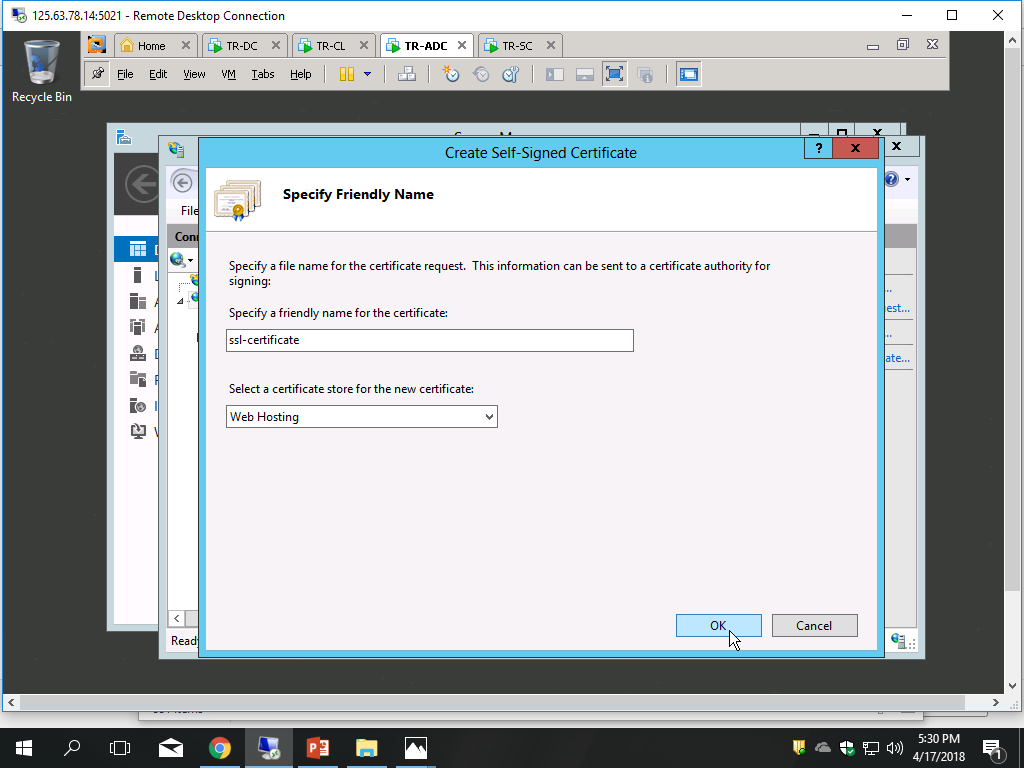 125.63.78.14:5021 - Remote Desktop Connection
Recycle Bin
Home
TR-DC
TR-CL
TR-ADC
TR-SC
File Edit View VM Tabs Help
Create Self-Signed Certificate
?
Specify Friendly Name
File
Specify a file name for the certificate request. This information can be sent to a certificate authority for
signing:
Specify a friendly name for the certificate:
ssl-certificate
Select a certificate store for the new certificate:
Web Hosting
OK
Cancel
Ready
5:30 PM
4/17/2018
1